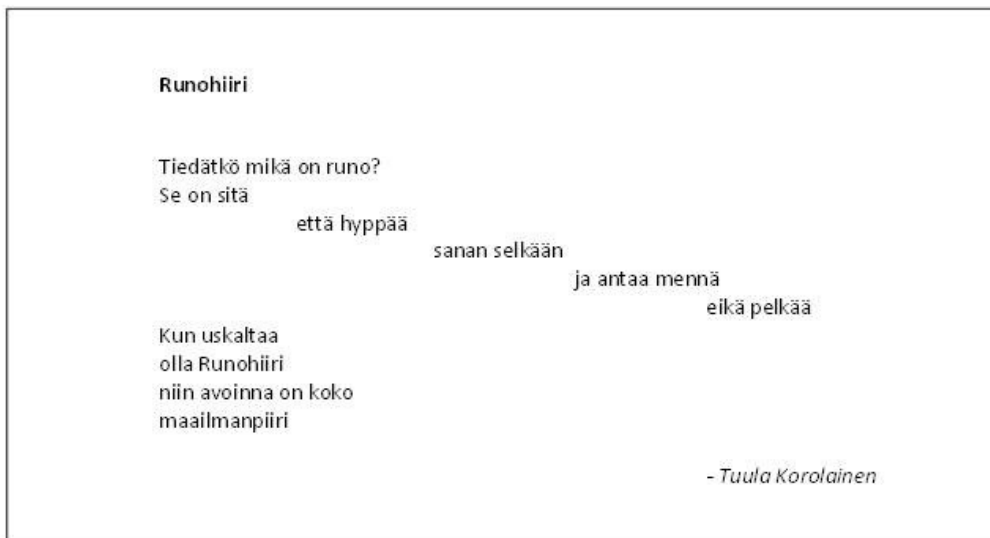 Runohiiri
Tiedätkö mikä on runo?
Se on sitä
että hyppää
sanan selkään
ja antaa mennä
eikä pelkää
Kun uskaltaa
olla Runohiiri
niin avoinna on koko
maailmanpiiri
- Tuula Korolainen